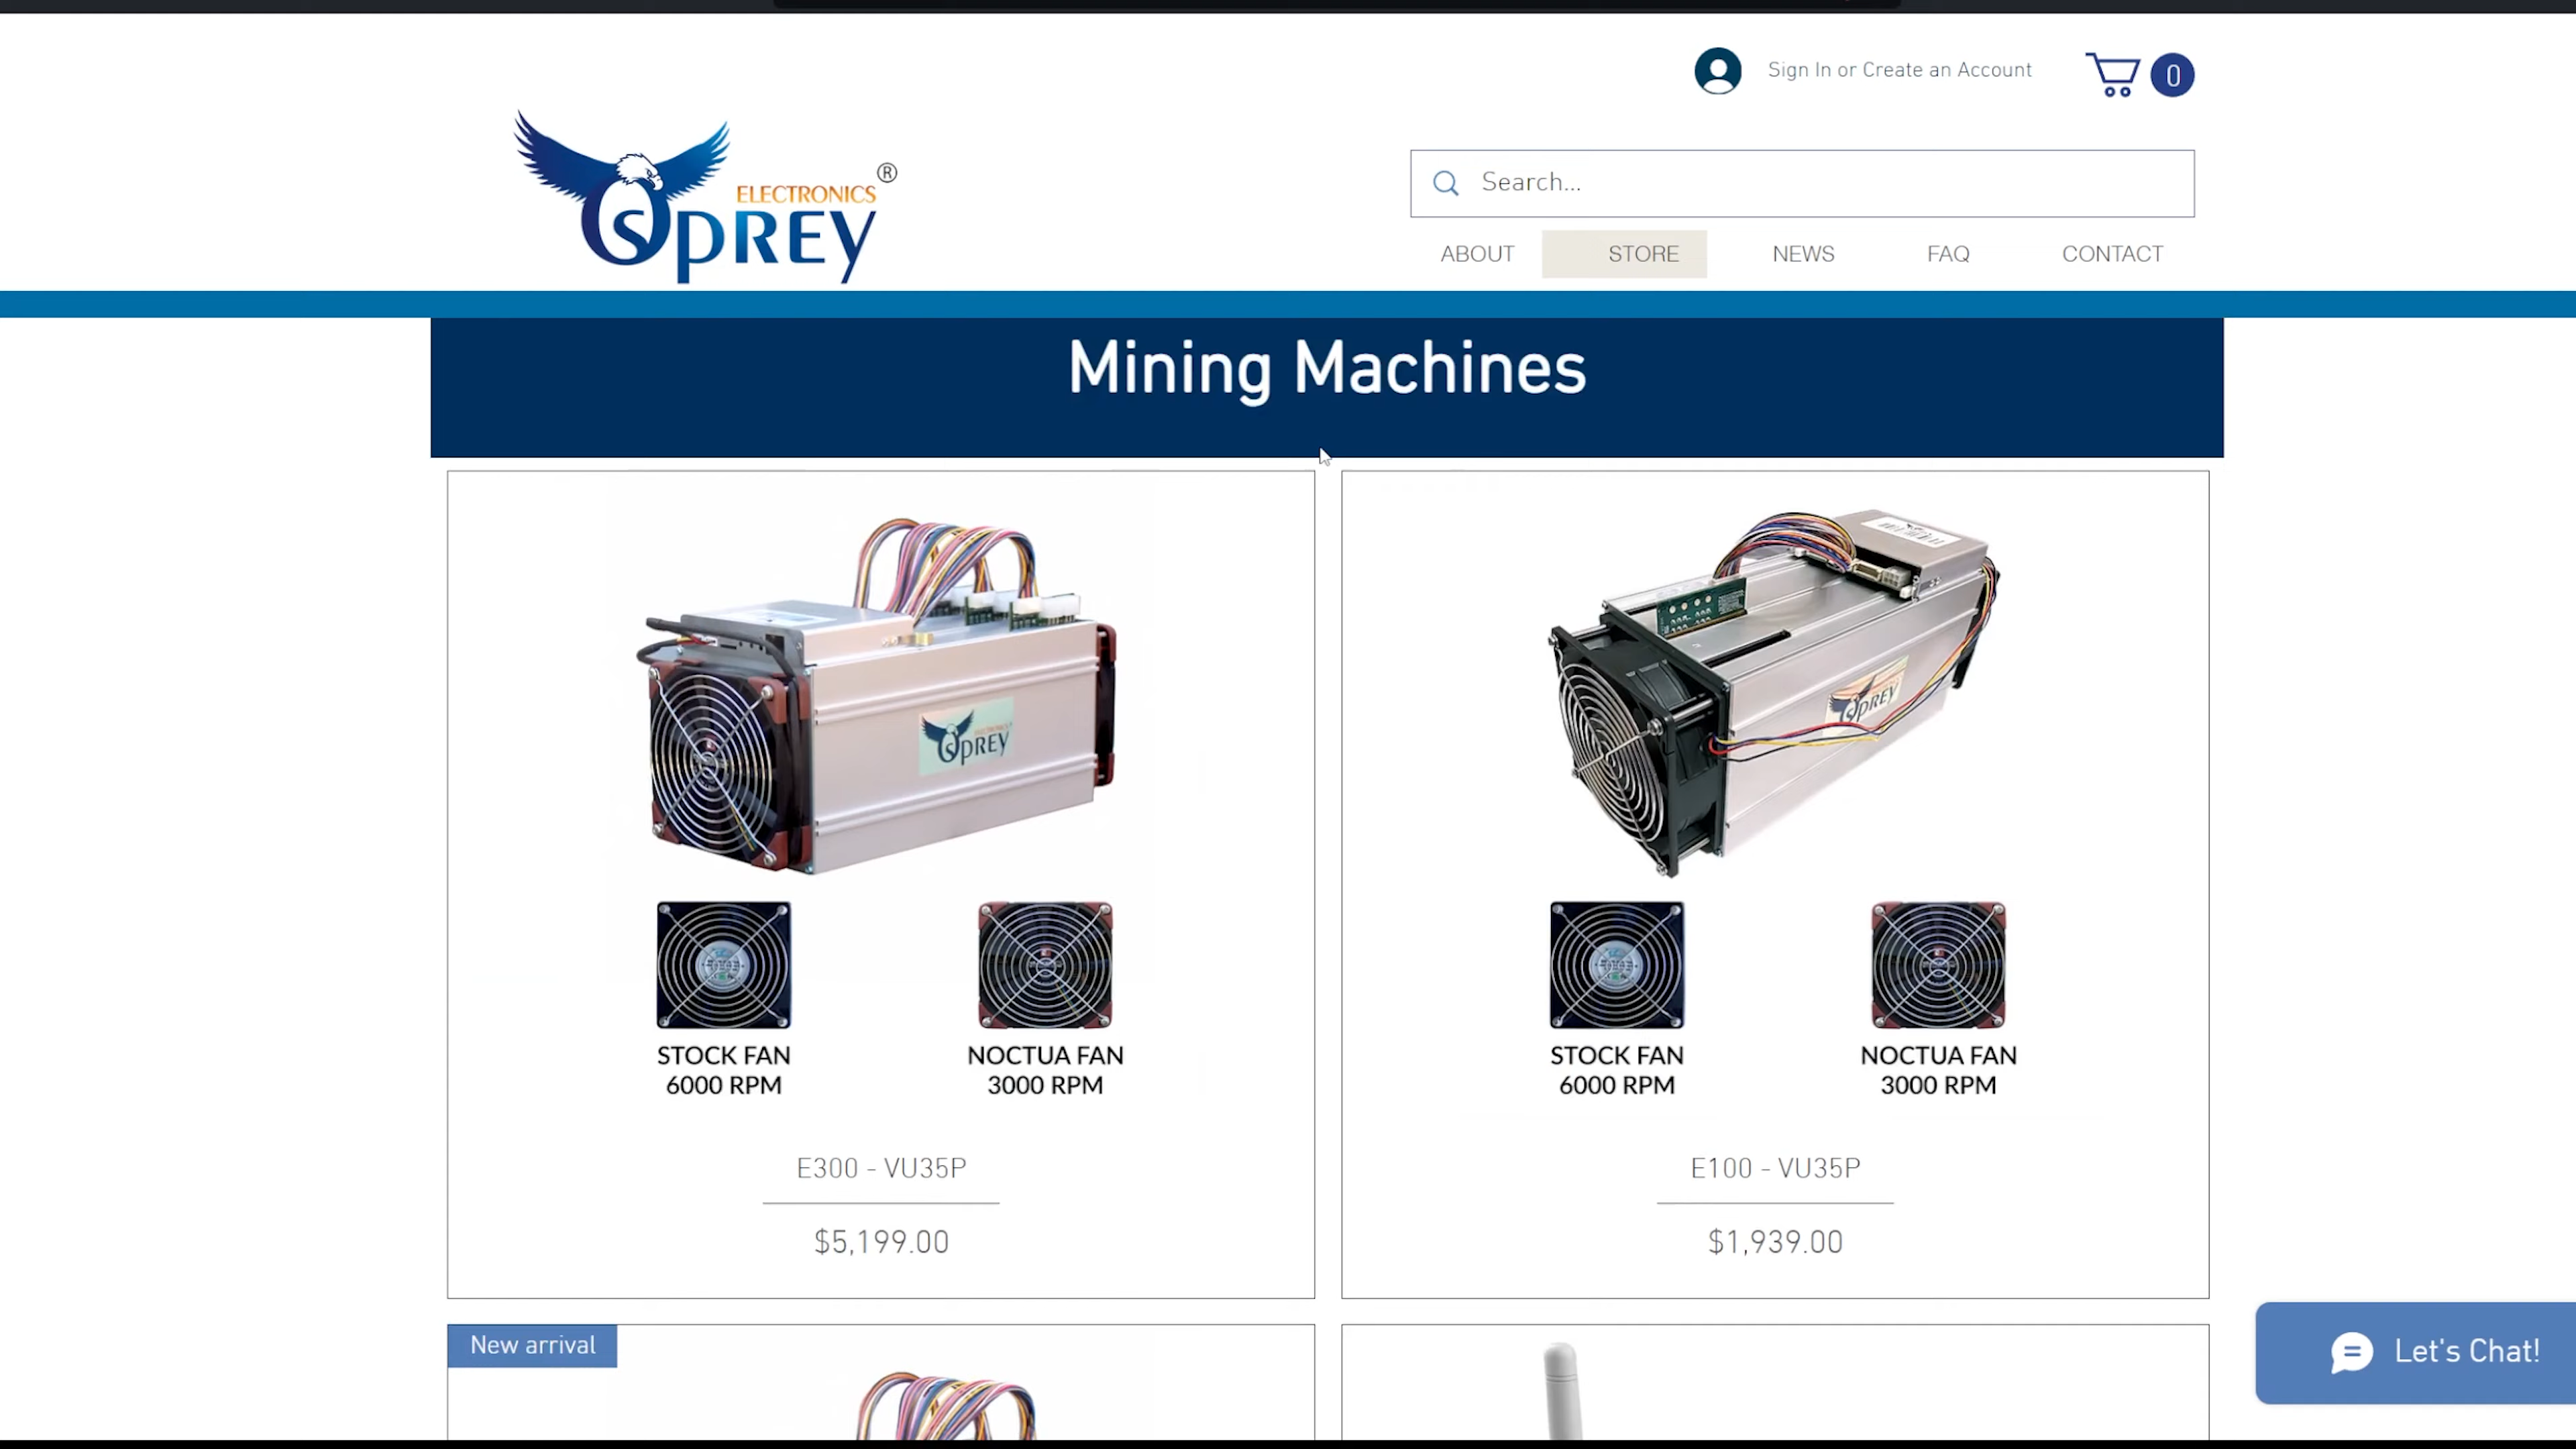 Sign In or Create an Account
0
ELECTRONICS ®
OSPREY
Search...
ABOUT
STORE
NEWS
FAQ
CONTACT
Mining Machines
OSPREY
OSPREY
STOCK FAN
6000 RPM
NOCTUA FAN
3000 RPM
STOCK FAN
6000 RPM
NOCTUA FAN
3000 RPM
E300 - VU35P
$5,199.00
E100 - VU35P
$1,939.00
New arrival
Let's Chat!